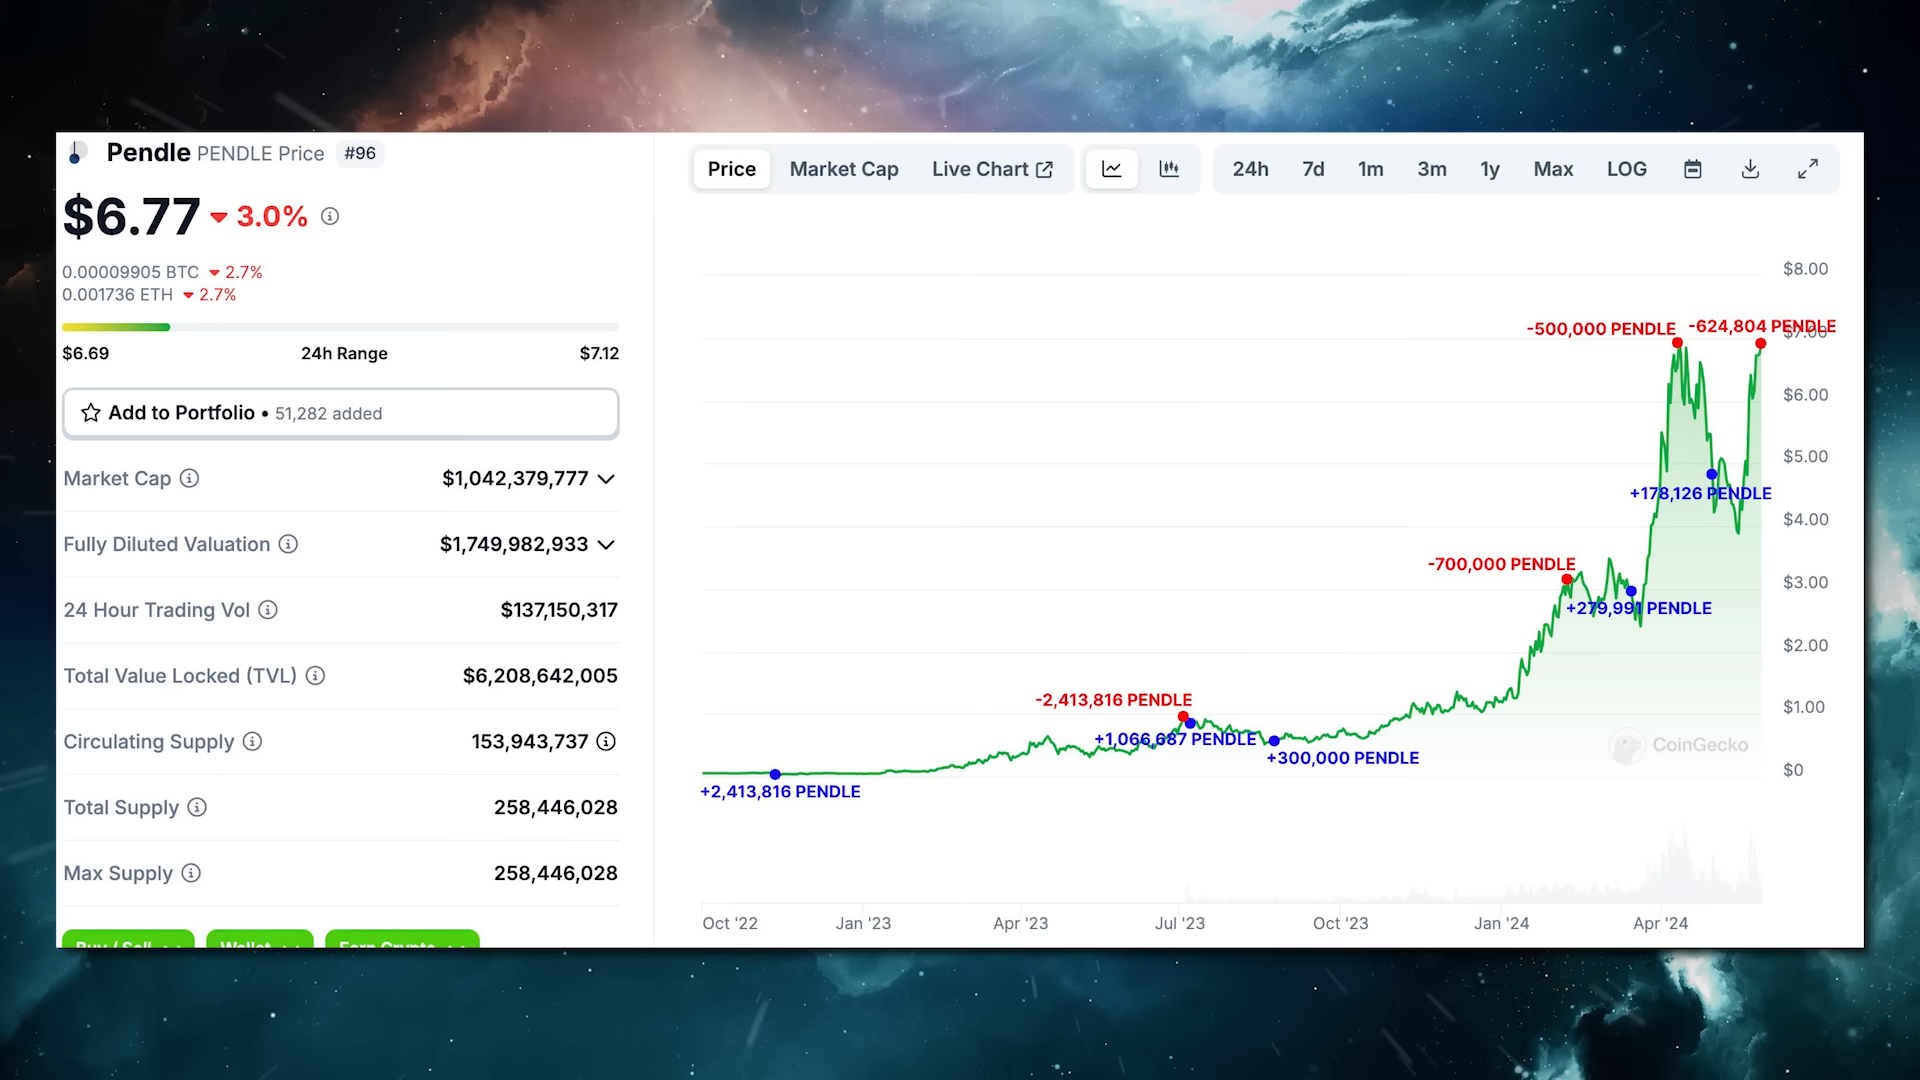 Pendle PENDLE Price #96
$6.77 3.0%
0.00009905 BTC 2.7%
0.001736 ETH 2.7%
$6.69 24h Range $7.12
Add to Portfolio • 51,282 added
Market Cap $1,042,379,777
Fully Diluted Valuation $1,749,982,933
24 Hour Trading Vol $137,150,317
Total Value Locked (TVL) $6,208,642,005
Circulating Supply 153,943,737
Total Supply 258,446,028
Max Supply 258,446,028
Buy / Sell Wallet Earn Crypto
Price Market Cap Live Chart 24h 7d 1m 3m 1y Max LOG
$8.00
-500,000 PENDLE -624,804 PENDLE
$7.00
$6.00
$5.00
+178,126 PENDLE
$4.00
-700,000 PENDLE
$3.00
+279,991 PENDLE
$2.00
-2,413,816 PENDLE
$1.00
+1,066,687 PENDLE
CoinGecko
+300,000 PENDLE
$0
+2,413,816 PENDLE
Oct '22 Jan '23 Apr '23 Jul '23 Oct '23 Jan '24 Apr '24